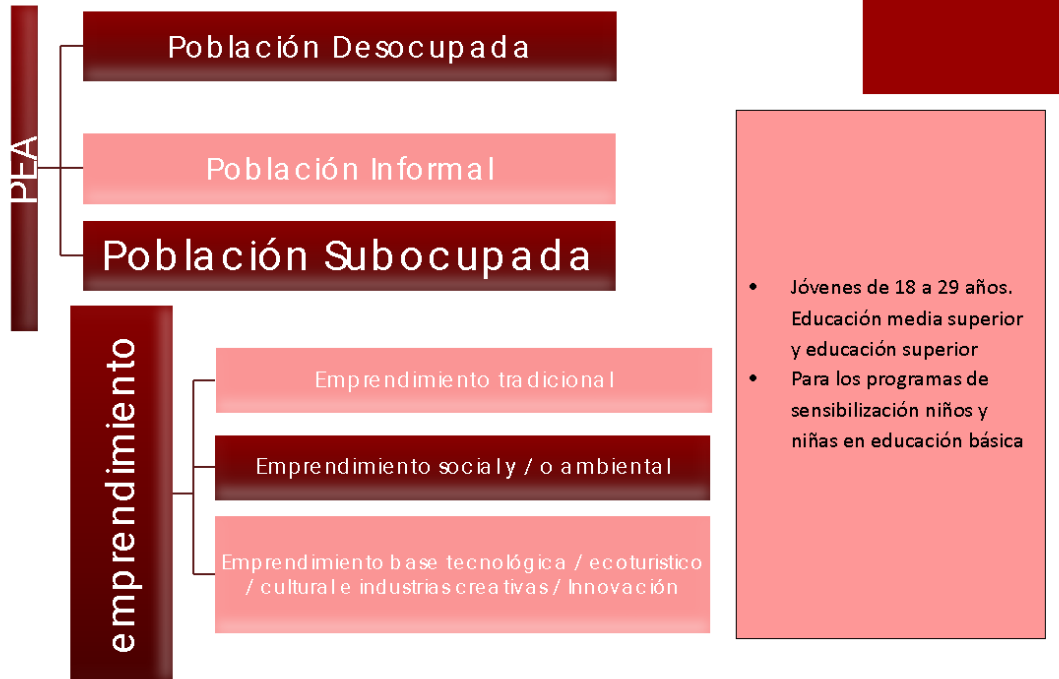 PEA
Población Desocupada
Población Informal
Población Subocupada
emprendimiento
Emprendimiento tradicional
Emprendimiento social y / o ambiental
Emprendimiento base tecnológica / ecoturistico
/ cultural e industrias creativas / Innovación
• Jóvenes de 18 a 29 años.
Educación media superior
y educación superior
• Para los programas de
sensibilización niños y
niñas en educación básica